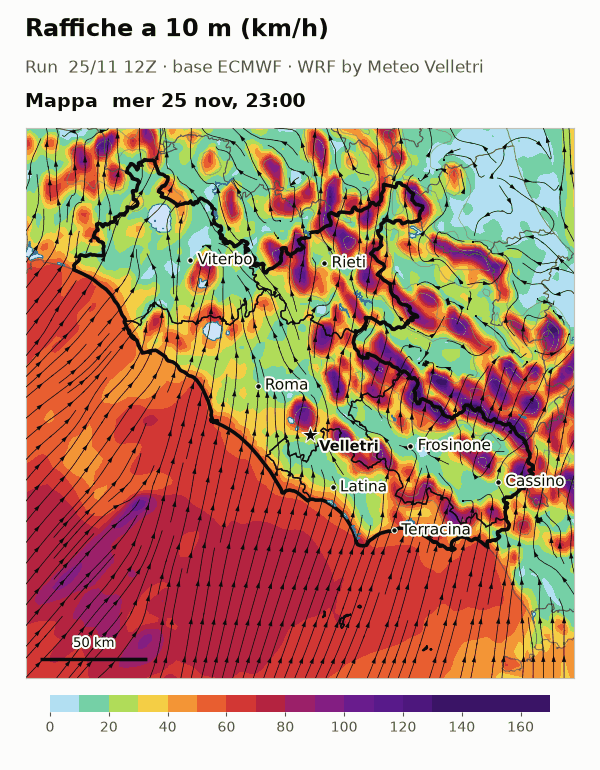 Raffiche a 10 m (km/h)
Run 25/11 12Z · base ECMWF · WRF by Meteo Velletri
Mappa mer 25 nov, 23:00
Viterbo
Rieti
Roma
Velletri
Frosinone
Cassino
Latina
Terracina
50 km
0 20 40 60 80 100 120 140 160